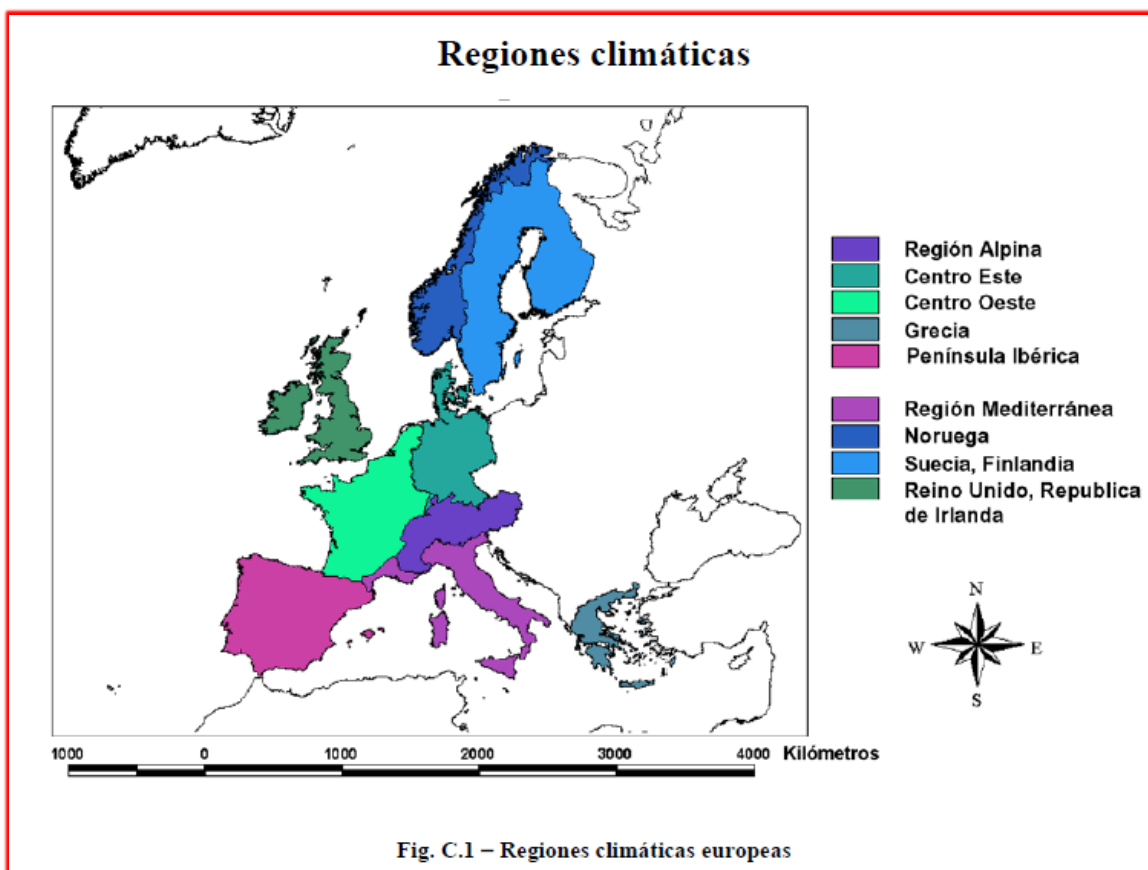 Regiones climáticas
Región Alpina
Centro Este
Centro Oeste
Grecia
Península Ibérica
Región Mediterránea
Noruega
Suecia, Finlandia
Reino Unido, Republica
de Irlanda
N
W E
S
1000 0 1000 2000 3000 4000 Kilómetros
Fig. C.1 – Regiones climáticas europeas